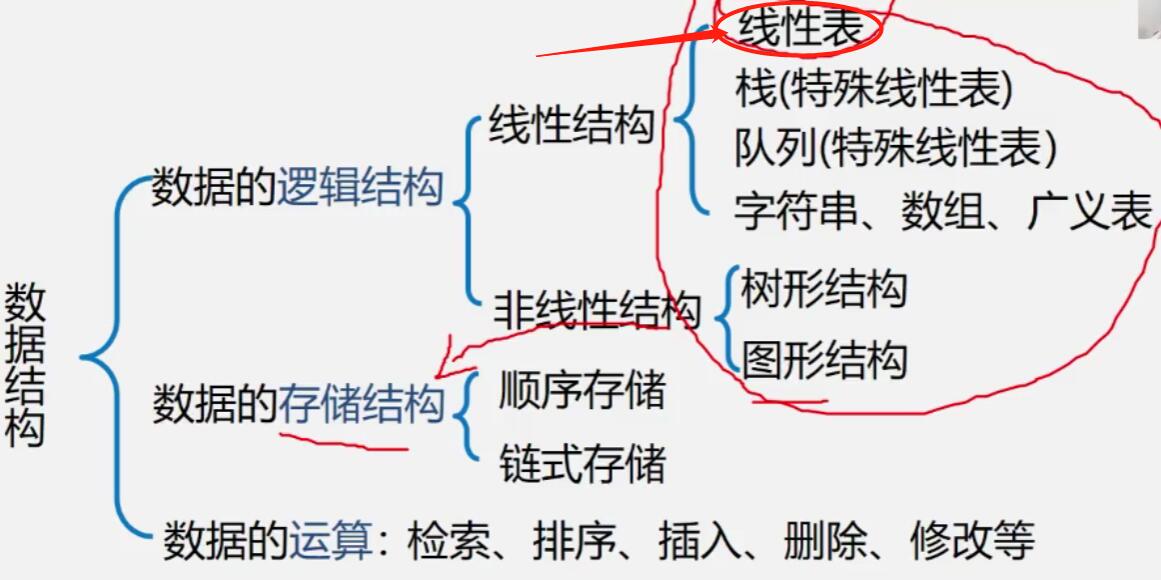 线性表
栈(特殊线性表)
线性结构
队列(特殊线性表)
数据的逻辑结构
字符串、数组、广义表
数据结构
非线性结构
树形结构
图形结构
数据的存储结构
顺序存储
链式存储
数据的运算：检索、排序、插入、删除、修改等